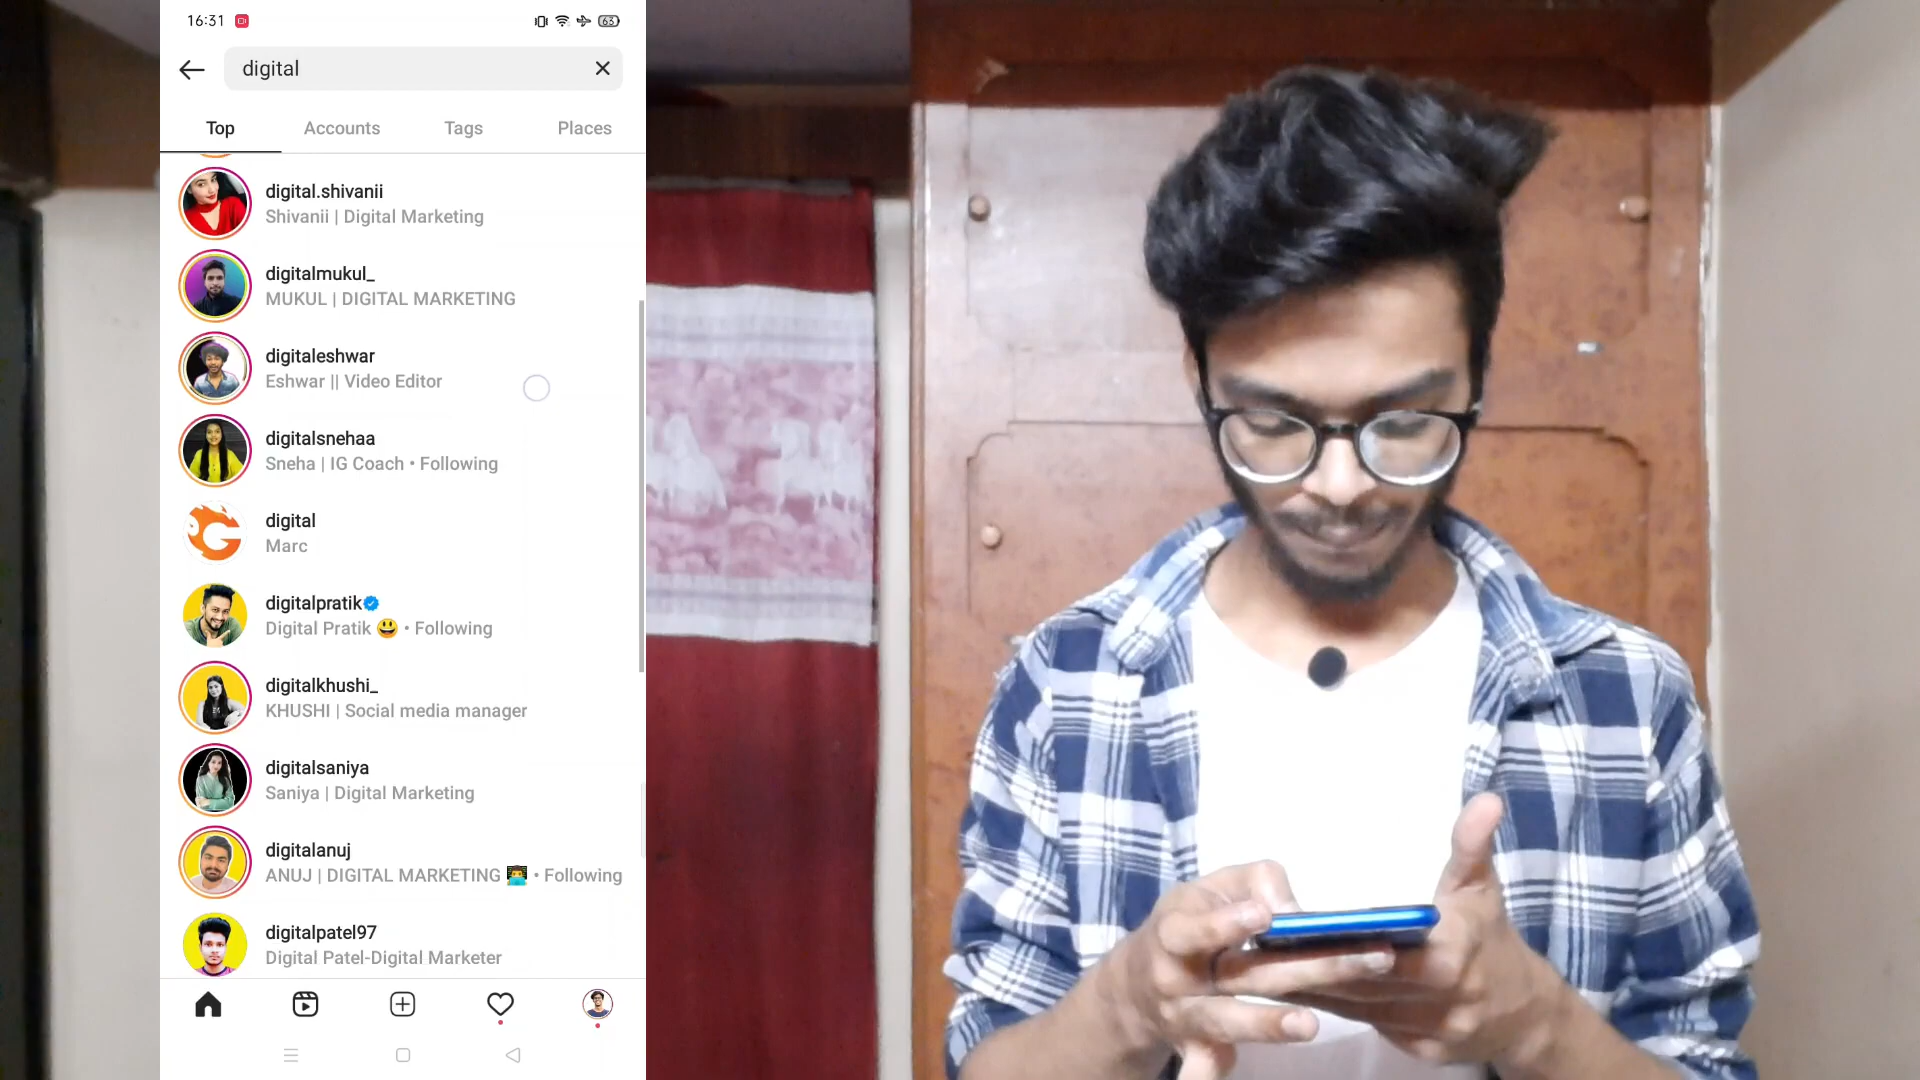 16:31
63
digital
Top Accounts Tags Places
digital.shivanii
Shivanii | Digital Marketing
digitalmukul_
MUKUL | DIGITAL MARKETING
digitaleshwar
Eshwar || Video Editor
digitalsnehaa
Sneha | IG Coach • Following
digital
Marc
digitalpratik
Digital Pratik 😃 • Following
digitalkhushi_
KHUSHI | Social media manager
digitalsaniya
Saniya | Digital Marketing
digitalanuj
ANUJ | DIGITAL MARKETING 👨‍💻 • Following
digitalpatel97
Digital Patel-Digital Marketer